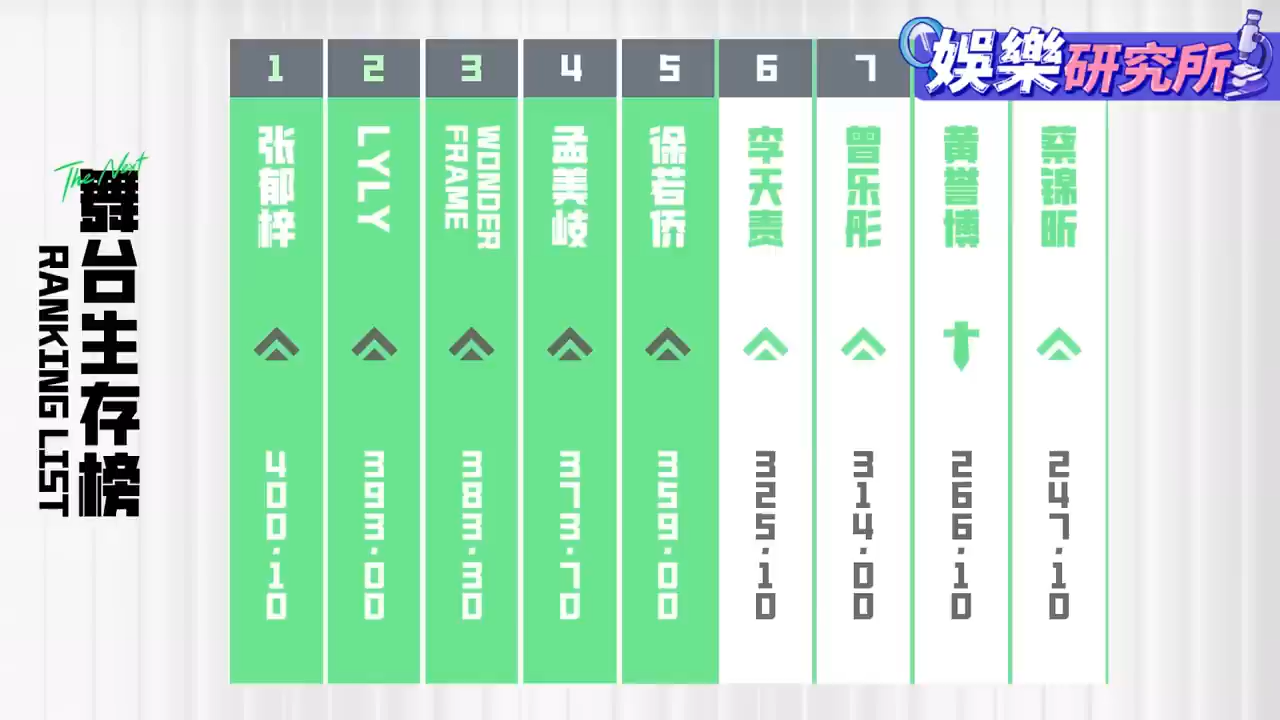 The Next
舞台生存榜
RANKING LIST
娛樂研究所
1
张郁梓
400.10
2
LYLY
393.00
3
WONDER
FRAME
383.30
4
孟美岐
373.70
5
徐若侨
359.00
6
李天责
325.10
7
曾乐彤
314.00
黄誉博
266.10
蔡锦昕
247.10